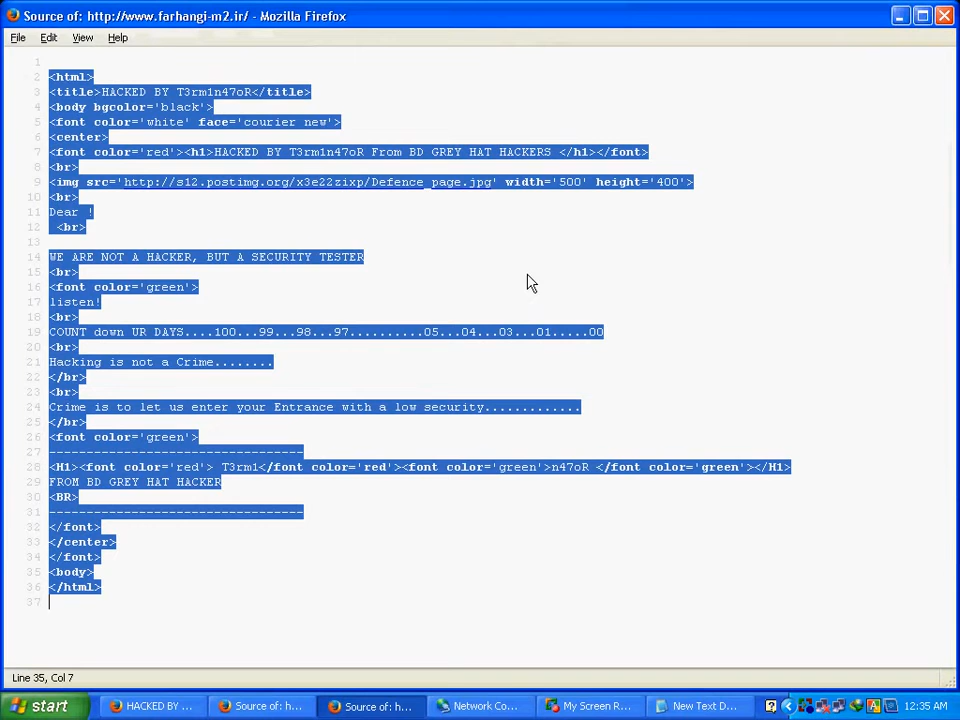 Source of: http://www.farhangi-m2.ir/ - Mozilla Firefox
File Edit View Help
1
2 <html>
3 <title>HACKED BY T3rm1n47oR</title>
4 <body bgcolor='black'>
5 <font color='white' face='courier new'>
6 <center>
7 <font color='red'><h1>HACKED BY T3rm1n47oR From BD GREY HAT HACKERS </h1></font>
8 <br>
9 <img src='http://s12.postimg.org/x3e22zixp/Defence_page.jpg' width='500' height='400'>
10 <br>
11 Dear !
12 <br>
13
14 WE ARE NOT A HACKER, BUT A SECURITY TESTER
15 <br>
16 <font color='green'>
17 listen!
18 <br>
19 COUNT down UR DAYS....100...99...98...97..........05...04...03...01.....00
20 <br>
21 Hacking is not a Crime........
22 </br>
23 <br>
24 Crime is to let us enter your Entrance with a low security.............
25 </br>
26 <font color='green'>
27 ----------------------------------
28 <H1><font color='red'> T3rm1</font color='red'><font color='green'>n47oR </font color='green'></H1>
29 FROM BD GREY HAT HACKER
30 <BR>
31 ----------------------------------
32 </font>
33 </center>
34 </font>
35 <body>
36 </html>
37
Line 35, Col 7
start HACKED BY ... Source of: h... Source of: h... Network Co... My Screen R... New Text D... 12:35 AM